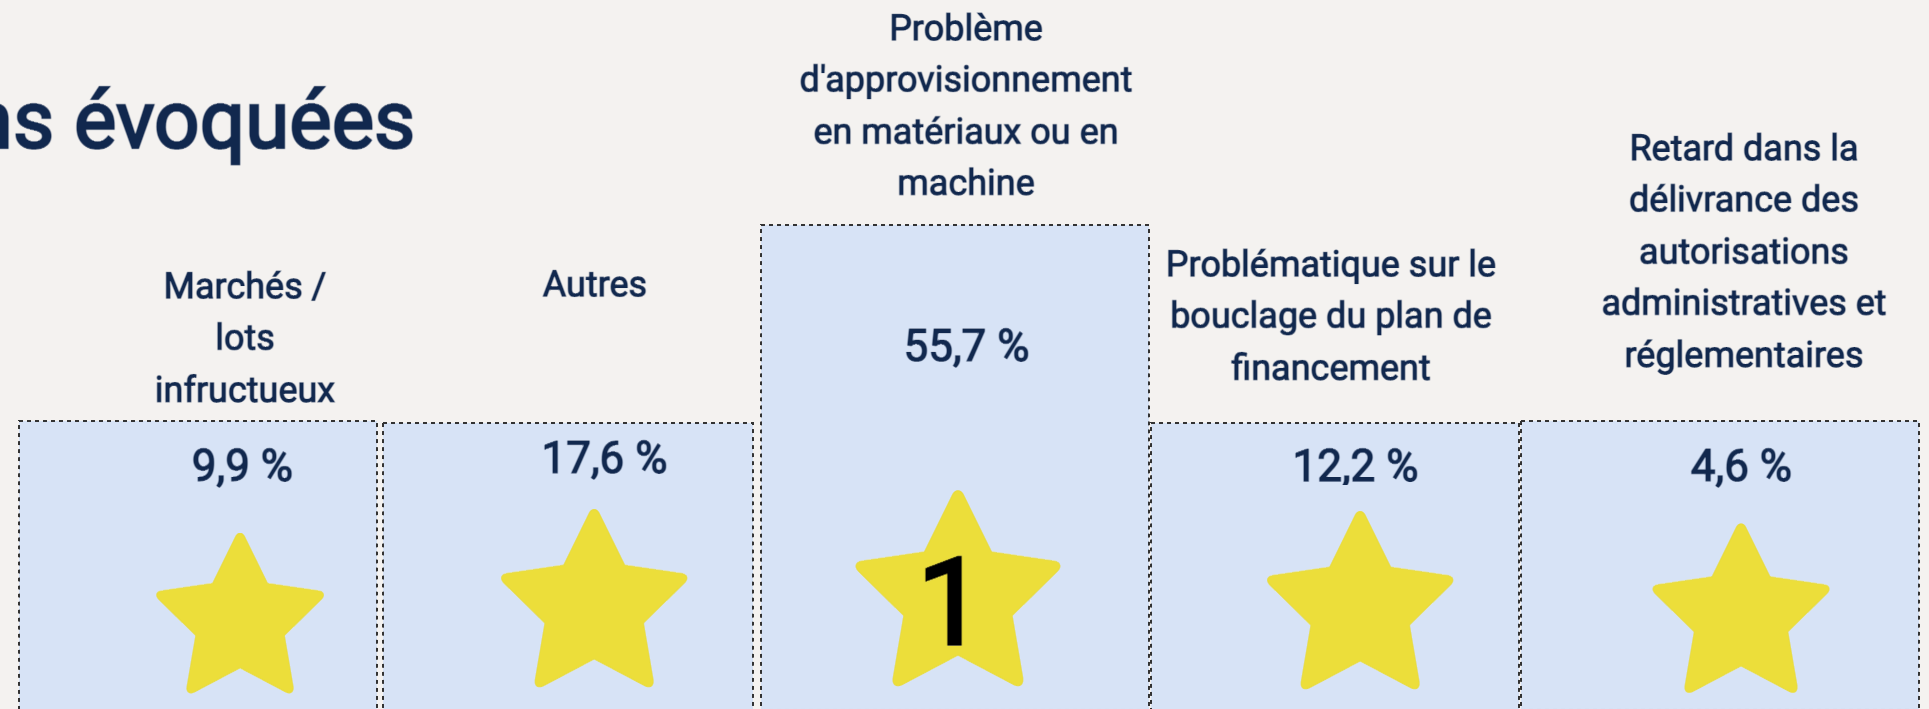 évoquées
Marchés /
lots
infructueux
9,9 %
Autres
17,6 %
Problème
d'approvisionnement
en matériaux ou en
machine
55,7 %
1
Problématique sur le
bouclage du plan de
financement
12,2 %
Retard dans la
délivrance des
autorisations
administratives et
réglementaires
4,6 %